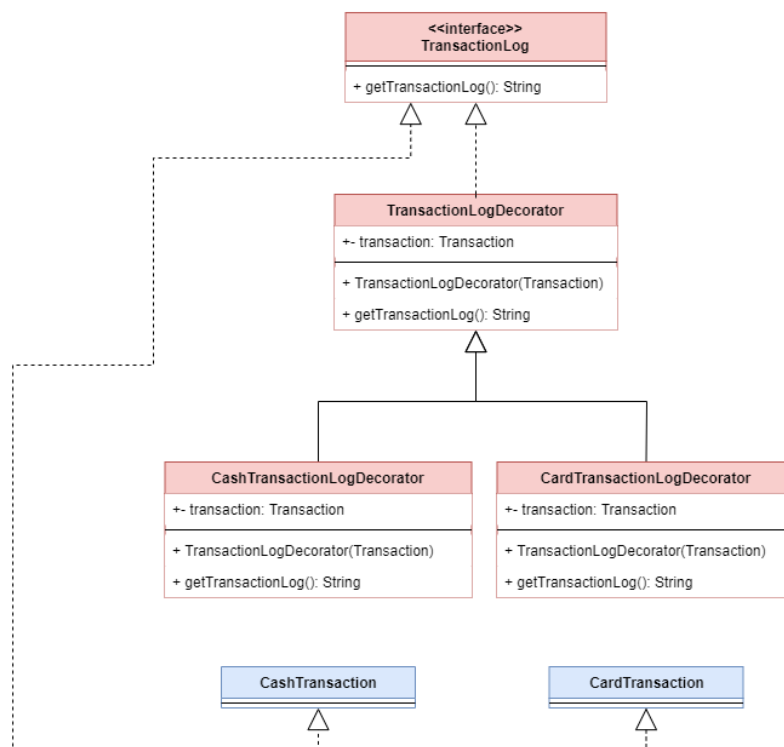 <<interface>>
TransactionLog
+ getTransactionLog(): String
TransactionLogDecorator
+- transaction: Transaction
+ TransactionLogDecorator(Transaction)
+ getTransactionLog(): String
CashTransactionLogDecorator
+- transaction: Transaction
+ TransactionLogDecorator(Transaction)
+ getTransactionLog(): String
CardTransactionLogDecorator
+- transaction: Transaction
+ TransactionLogDecorator(Transaction)
+ getTransactionLog(): String
CashTransaction
CardTransaction